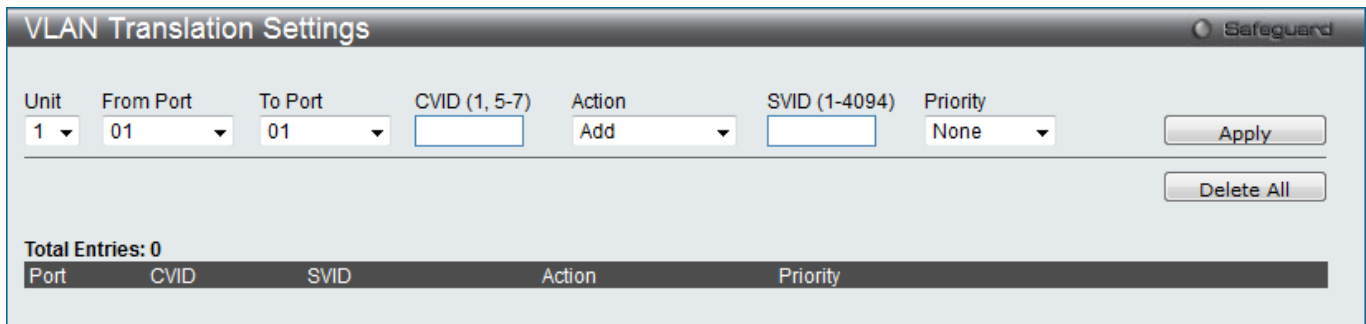 VLAN Translation Settings Safeguard
Unit From Port To Port CVID (1, 5-7) Action SVID (1-4094) Priority
1 01 01 Add None Apply
Delete All
Total Entries: 0
Port CVID SVID Action Priority